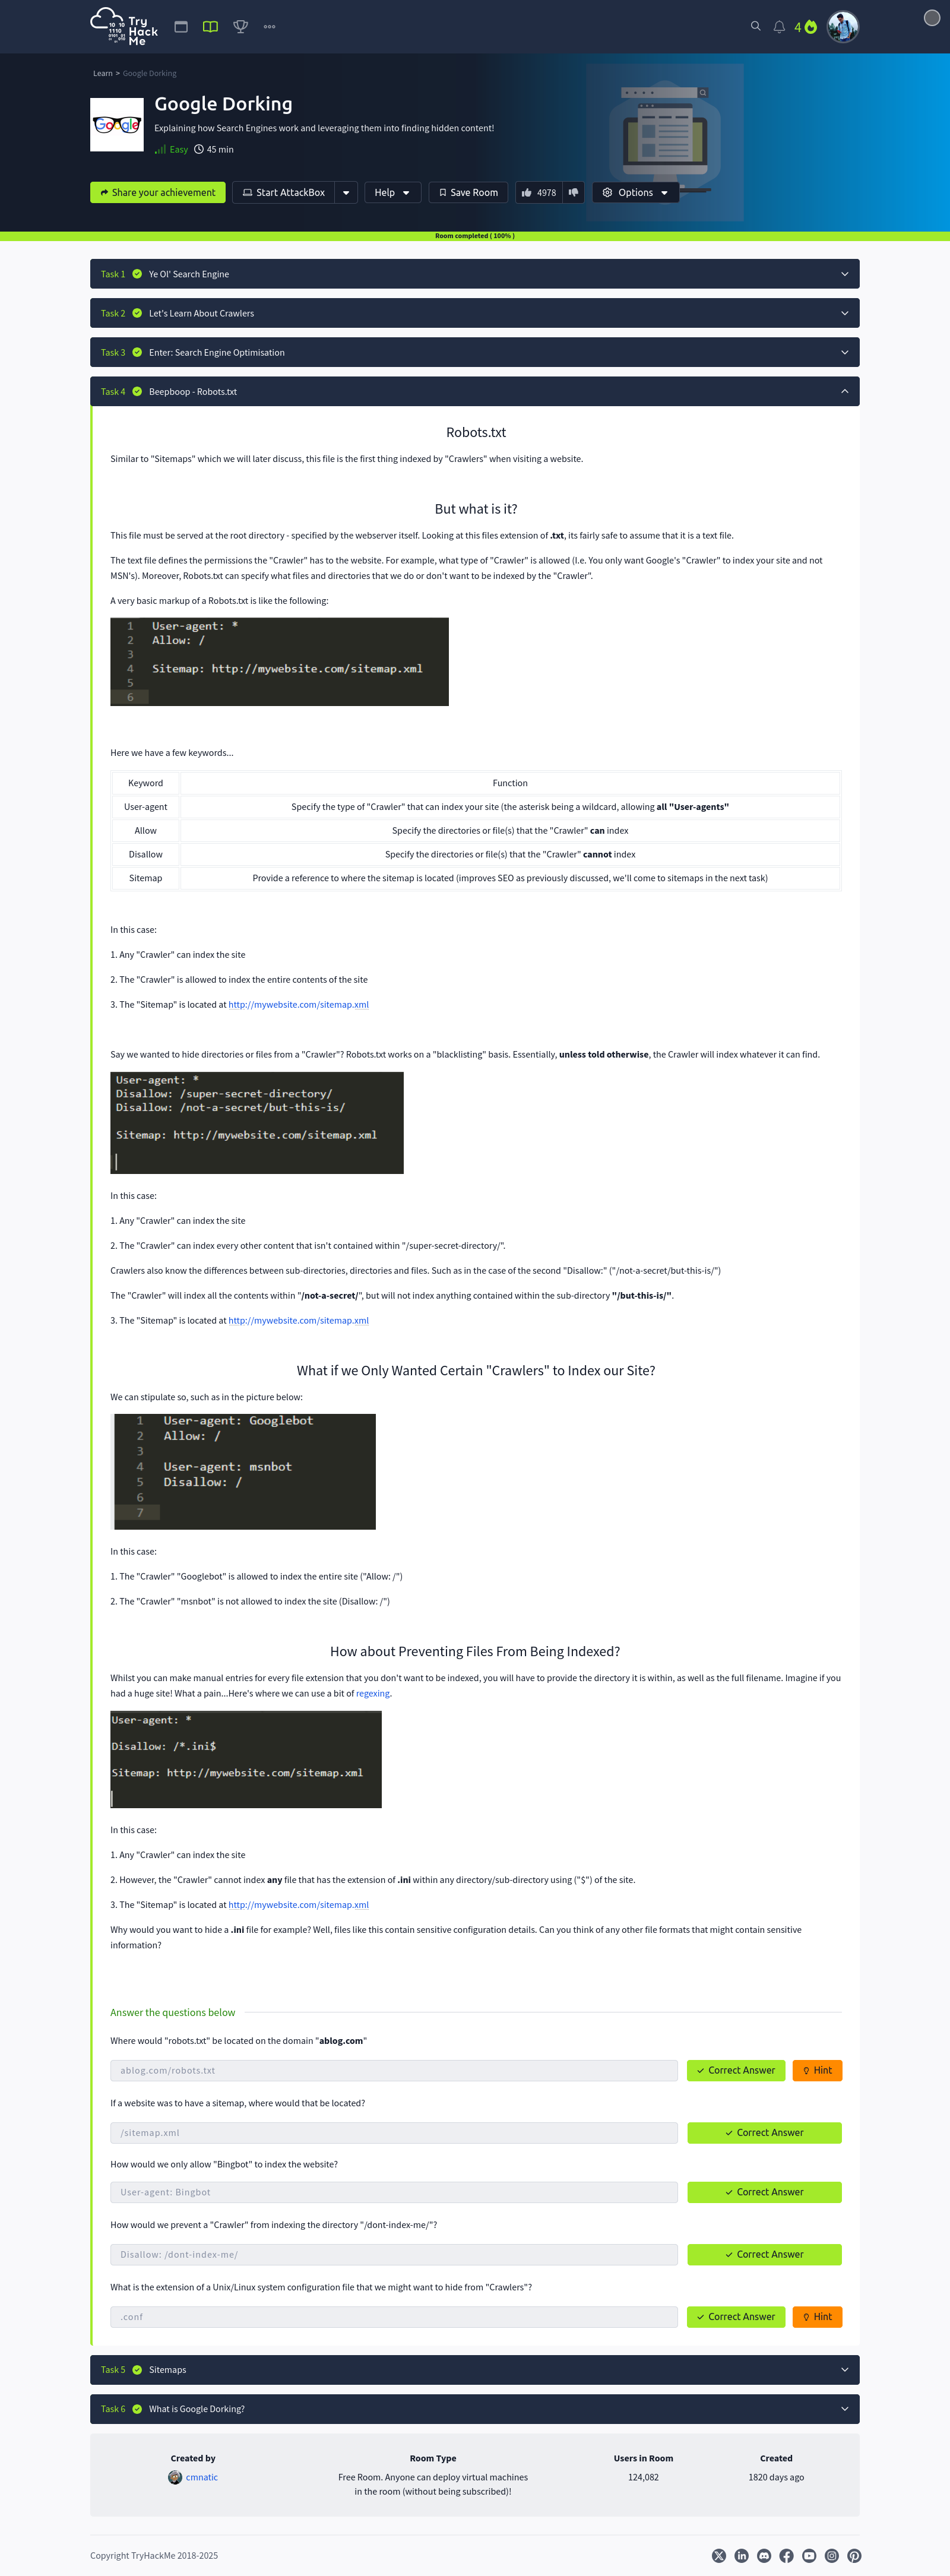 Try
Hack
Me
4
Learn > Google Dorking
Google
Google Dorking
Explaining how Search Engines work and leveraging them into finding hidden content!
Easy 45 min
Share your achievement Start AttackBox Help Save Room 4978 Options
Room completed ( 100% )
Task 1 Ye Ol' Search Engine
Task 2 Let's Learn About Crawlers
Task 3 Enter: Search Engine Optimisation
Task 4 Beepboop - Robots.txt
Robots.txt
Similar to "Sitemaps" which we will later discuss, this file is the first thing indexed by "Crawlers" when visiting a website.
But what is it?
This file must be served at the root directory - specified by the webserver itself. Looking at this files extension of .txt, its fairly safe to assume that it is a text file.
The text file defines the permissions the "Crawler" has to the website. For example, what type of "Crawler" is allowed (I.e. You only want Google's "Crawler" to index your site and not
MSN's). Moreover, Robots.txt can specify what files and directories that we do or don't want to be indexed by the "Crawler".
A very basic markup of a Robots.txt is like the following:
1 User-agent: *
2 Allow: /
3
4 Sitemap: http://mywebsite.com/sitemap.xml
5
6
Here we have a few keywords...
Keyword Function
User-agent Specify the type of "Crawler" that can index your site (the asterisk being a wildcard, allowing all "User-agents"
Allow Specify the directories or file(s) that the "Crawler" can index
Disallow Specify the directories or file(s) that the "Crawler" cannot index
Sitemap Provide a reference to where the sitemap is located (improves SEO as previously discussed, we'll come to sitemaps in the next task)
In this case:
1. Any "Crawler" can index the site
2. The "Crawler" is allowed to index the entire contents of the site
3. The "Sitemap" is located at http://mywebsite.com/sitemap.xml
Say we wanted to hide directories or files from a "Crawler"? Robots.txt works on a "blacklisting" basis. Essentially, unless told otherwise, the Crawler will index whatever it can find.
User-agent: *
Disallow: /super-secret-directory/
Disallow: /not-a-secret/but-this-is/
Sitemap: http://mywebsite.com/sitemap.xml
In this case:
1. Any "Crawler" can index the site
2. The "Crawler" can index every other content that isn't contained within "/super-secret-directory/".
Crawlers also know the differences between sub-directories, directories and files. Such as in the case of the second "Disallow:" ("/not-a-secret/but-this-is/")
The "Crawler" will index all the contents within "/not-a-secret/", but will not index anything contained within the sub-directory "/but-this-is/".
3. The "Sitemap" is located at http://mywebsite.com/sitemap.xml
What if we Only Wanted Certain "Crawlers" to Index our Site?
We can stipulate so, such as in the picture below:
1 User-agent: Googlebot
2 Allow: /
3
4 User-agent: msnbot
5 Disallow: /
6
7
In this case:
1. The "Crawler" "Googlebot" is allowed to index the entire site ("Allow: /")
2. The "Crawler" "msnbot" is not allowed to index the site (Disallow: /")
How about Preventing Files From Being Indexed?
Whilst you can make manual entries for every file extension that you don't want to be indexed, you will have to provide the directory it is within, as well as the full filename. Imagine if you
had a huge site! What a pain...Here's where we can use a bit of regexing.
User-agent: *
Disallow: /*.ini$
Sitemap: http://mywebsite.com/sitemap.xml
In this case:
1. Any "Crawler" can index the site
2. However, the "Crawler" cannot index any file that has the extension of .ini within any directory/sub-directory using ("$") of the site.
3. The "Sitemap" is located at http://mywebsite.com/sitemap.xml
Why would you want to hide a .ini file for example? Well, files like this contain sensitive configuration details. Can you think of any other file formats that might contain sensitive
information?
Answer the questions below
Where would "robots.txt" be located on the domain "ablog.com"
ablog.com/robots.txt Correct Answer Hint
If a website was to have a sitemap, where would that be located?
/sitemap.xml Correct Answer
How would we only allow "Bingbot" to index the website?
User-agent: Bingbot Correct Answer
How would we prevent a "Crawler" from indexing the directory "/dont-index-me/"?
Disallow: /dont-index-me/ Correct Answer
What is the extension of a Unix/Linux system configuration file that we might want to hide from "Crawlers"?
.conf Correct Answer Hint
Task 5 Sitemaps
Task 6 What is Google Dorking?
Created by Room Type Users in Room Created
cmnatic Free Room. Anyone can deploy virtual machines 124,082 1820 days ago
in the room (without being subscribed)!
Copyright TryHackMe 2018-2025